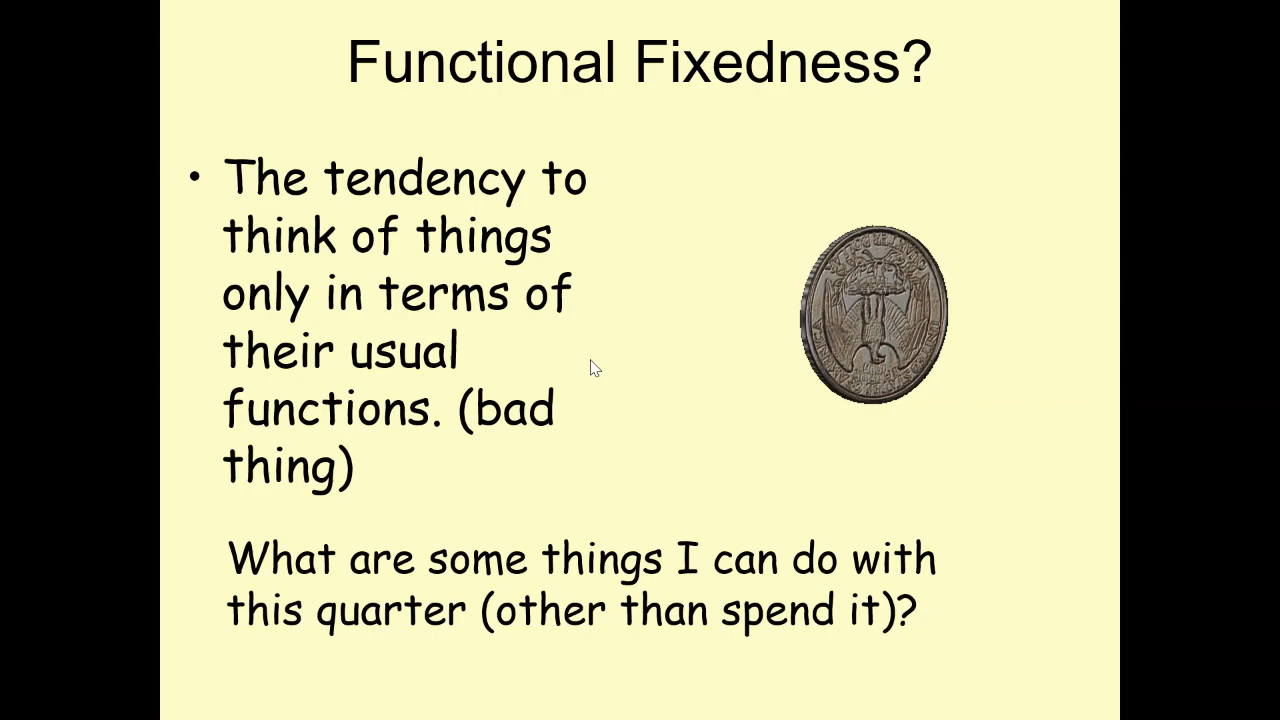 Functional Fixedness?
• The tendency to
think of things
only in terms of
their usual
functions. (bad
thing)
What are some things I can do with
this quarter (other than spend it)?